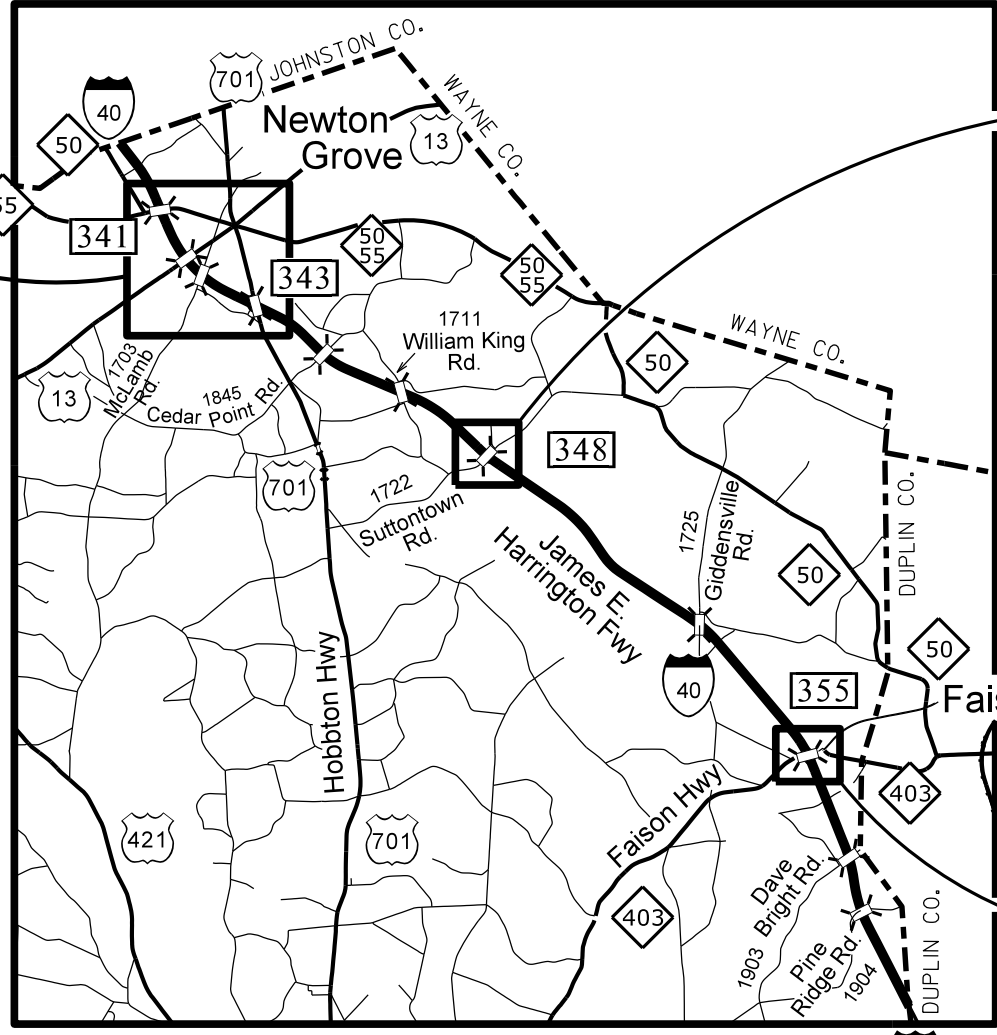 JOHNSTON CO.
701
40
WAYNE CO.
Newton
Grove
13
50
55
341
343
50
55
50
55
1711
William King
Rd.
WAYNE CO.
50
1703
McLamb
Rd.
13
1845
Cedar Point Rd.
348
701
1722
Suttontown
Rd.
1725
Giddensville
Rd.
DUPLIN CO.
James E.
Harrington Fwy
50
50
Hobbton Hwy
40
355
Fais
403
Faison Hwy
421
701
403
Dave
Bright Rd.
1903
Pine
Ridge Rd.
1904
DUPLIN CO.